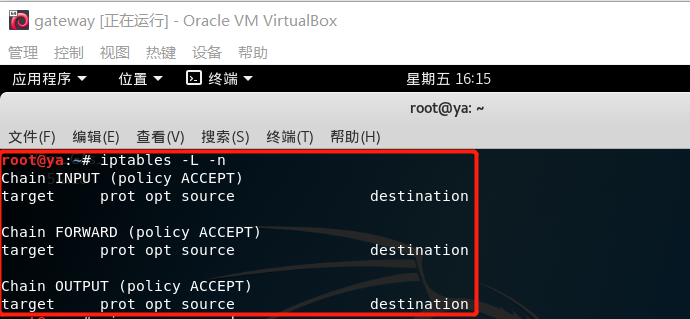 gateway [正在运行] - Oracle VM VirtualBox
管理 控制 视图 热键 设备 帮助
应用程序 位置 终端 星期五 16:15
root@ya: ~
文件(F) 编辑(E) 查看(V) 搜索(S) 终端(T) 帮助(H)
root@ya:~# iptables -L -n
Chain INPUT (policy ACCEPT)
target     prot opt source               destination
Chain FORWARD (policy ACCEPT)
target     prot opt source               destination
Chain OUTPUT (policy ACCEPT)
target     prot opt source               destination